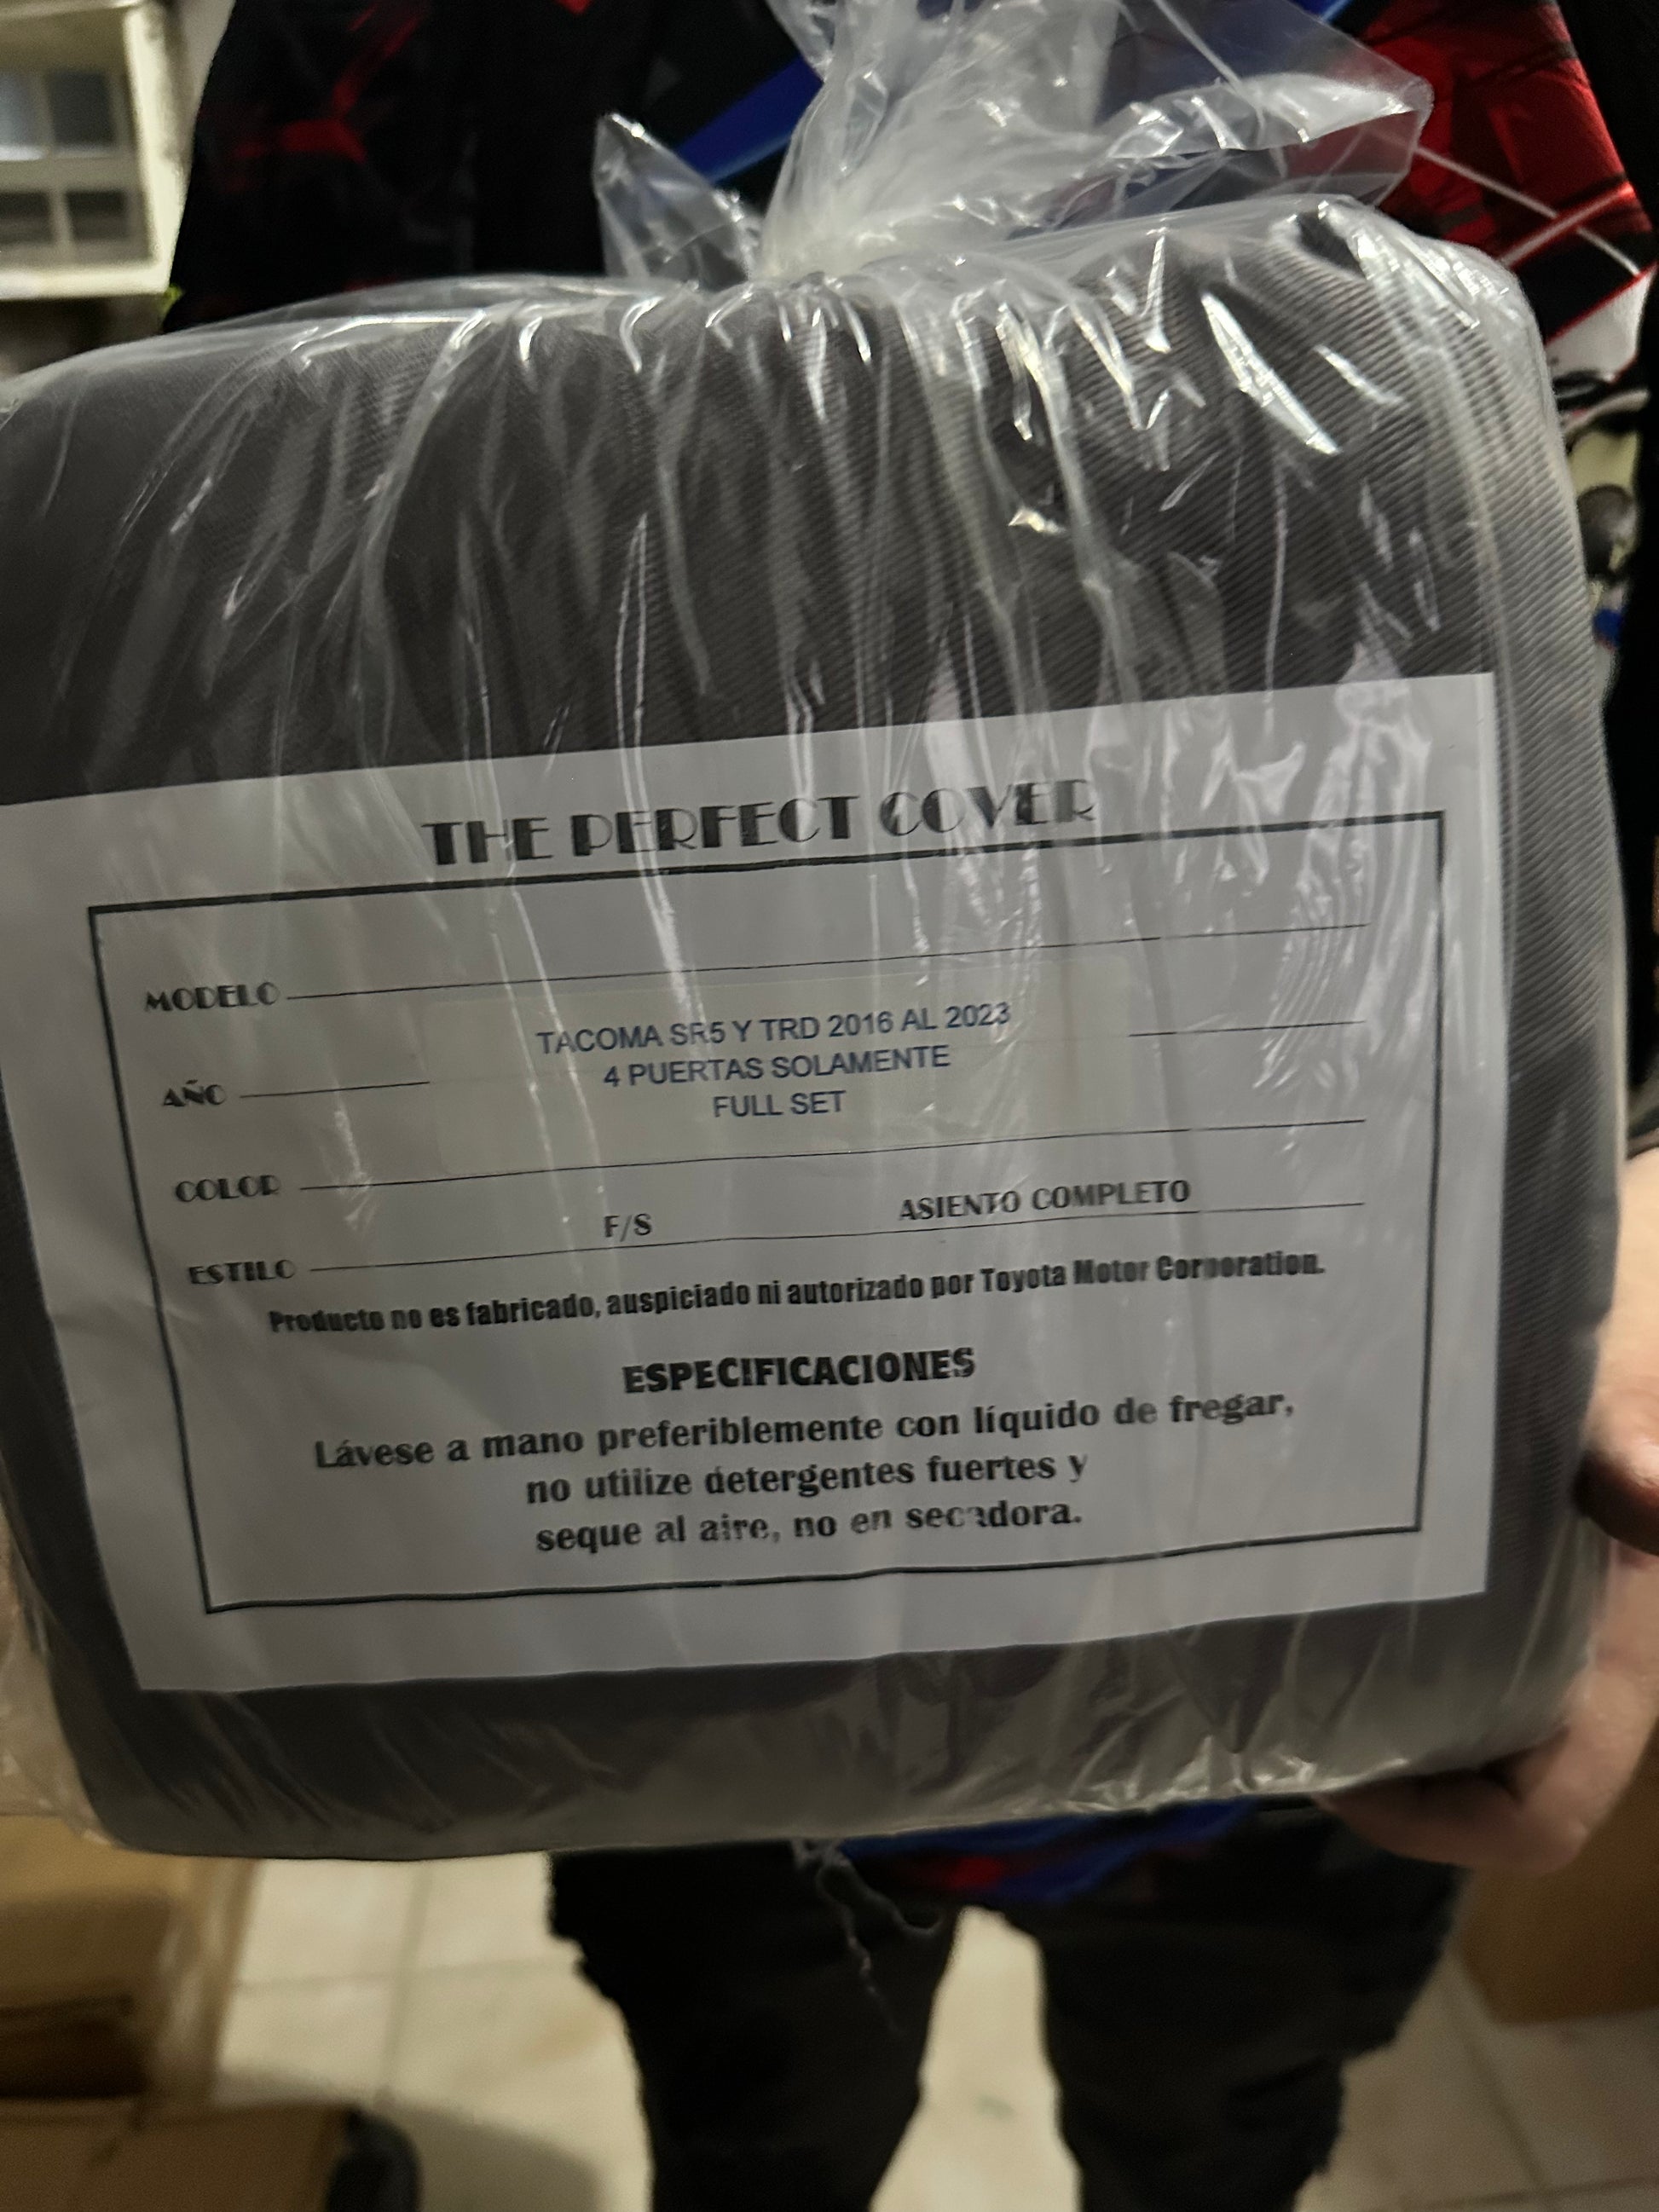 THE PERFECT COVER
MODELO
TACOMA SR5 Y TRD 2016 AL 2023
4 PUERTAS SOLAMENTE
FULL SET
AÑO
COLOR
ESTILO F/S ASIENTO COMPLETO
Producto no es fabricado, auspiciado ni autorizado por Toyota Motor Corporation.
ESPECIFICACIONES
Lávese a mano preferiblemente con líquido de fregar,
no utilize detergentes fuertes y
seque al aire, no en secadora.